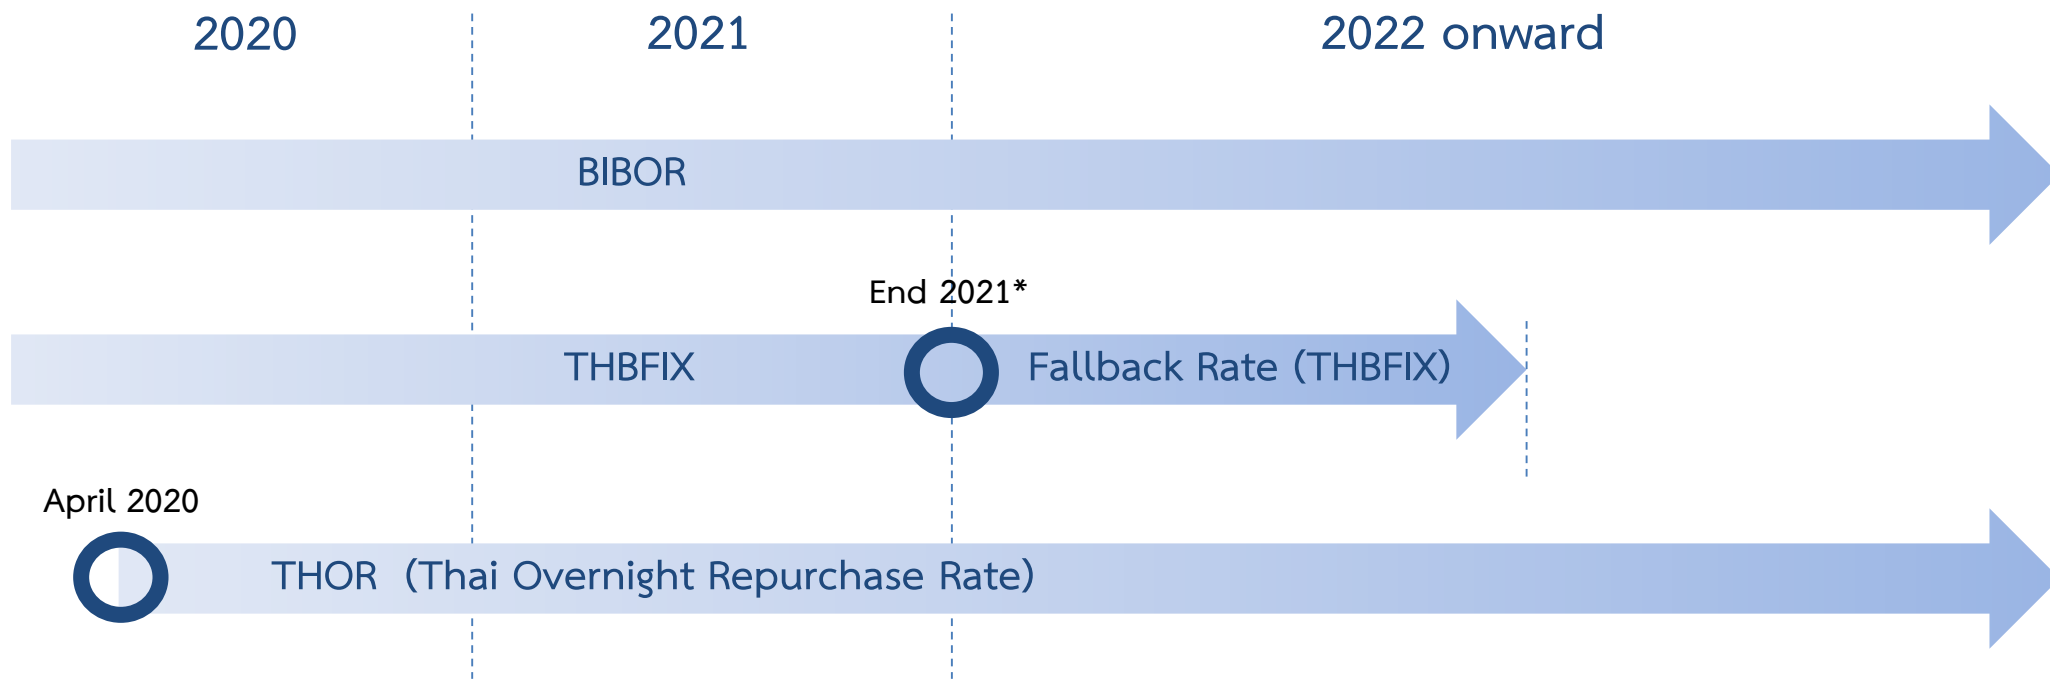 2020 2021 2022 onward
BIBOR
End 2021*
THBFIX Fallback Rate (THBFIX)
April 2020
THOR (Thai Overnight Repurchase Rate)